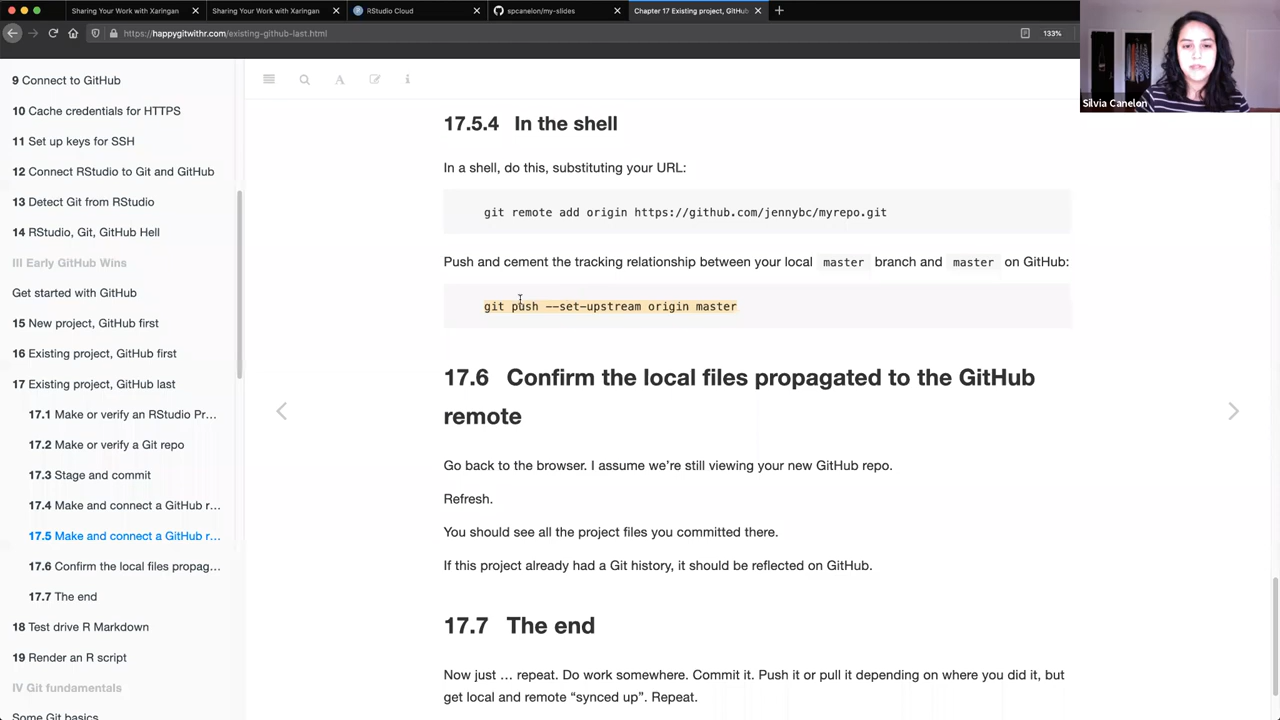 Sharing Your Work with Xaringan
Sharing Your Work with Xaringan
RStudio Cloud
spcanelon/my-slides
Chapter 17 Existing project, GitHub
https://happygitwithr.com/existing-github-last.html
133%
Silvia Canelon
9 Connect to GitHub
10 Cache credentials for HTTPS
11 Set up keys for SSH
12 Connect RStudio to Git and GitHub
13 Detect Git from RStudio
14 RStudio, Git, GitHub Hell
III Early GitHub Wins
Get started with GitHub
15 New project, GitHub first
16 Existing project, GitHub first
17 Existing project, GitHub last
17.1 Make or verify an RStudio Pr…
17.2 Make or verify a Git repo
17.3 Stage and commit
17.4 Make and connect a GitHub r…
17.5 Make and connect a GitHub r…
17.6 Confirm the local files propag…
17.7 The end
18 Test drive R Markdown
19 Render an R script
IV Git fundamentals
Some Git basics
17.5.4 In the shell
In a shell, do this, substituting your URL:
git remote add origin https://github.com/jennybc/myrepo.git
Push and cement the tracking relationship between your local master branch and master on GitHub:
git push --set-upstream origin master
17.6 Confirm the local files propagated to the GitHub
remote
Go back to the browser. I assume we’re still viewing your new GitHub repo.
Refresh.
You should see all the project files you committed there.
If this project already had a Git history, it should be reflected on GitHub.
17.7 The end
Now just … repeat. Do work somewhere. Commit it. Push it or pull it depending on where you did it, but
get local and remote “synced up”. Repeat.